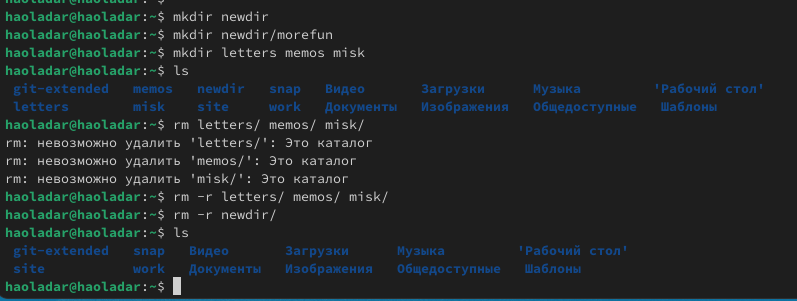 haoladar@haoladar:~$ mkdir newdir
haoladar@haoladar:~$ mkdir newdir/morefun
haoladar@haoladar:~$ mkdir letters memos misk
haoladar@haoladar:~$ ls
git-extended memos newdir snap Видео Загрузки Музыка 'Рабочий стол'
letters misk site work Документы Изображения Общедоступные Шаблоны
haoladar@haoladar:~$ rm letters/ memos/ misk/
rm: невозможно удалить 'letters/': Это каталог
rm: невозможно удалить 'memos/': Это каталог
rm: невозможно удалить 'misk/': Это каталог
haoladar@haoladar:~$ rm -r letters/ memos/ misk/
haoladar@haoladar:~$ rm -r newdir/
haoladar@haoladar:~$ ls
git-extended snap Видео Загрузки Музыка 'Рабочий стол'
site work Документы Изображения Общедоступные Шаблоны
haoladar@haoladar:~$